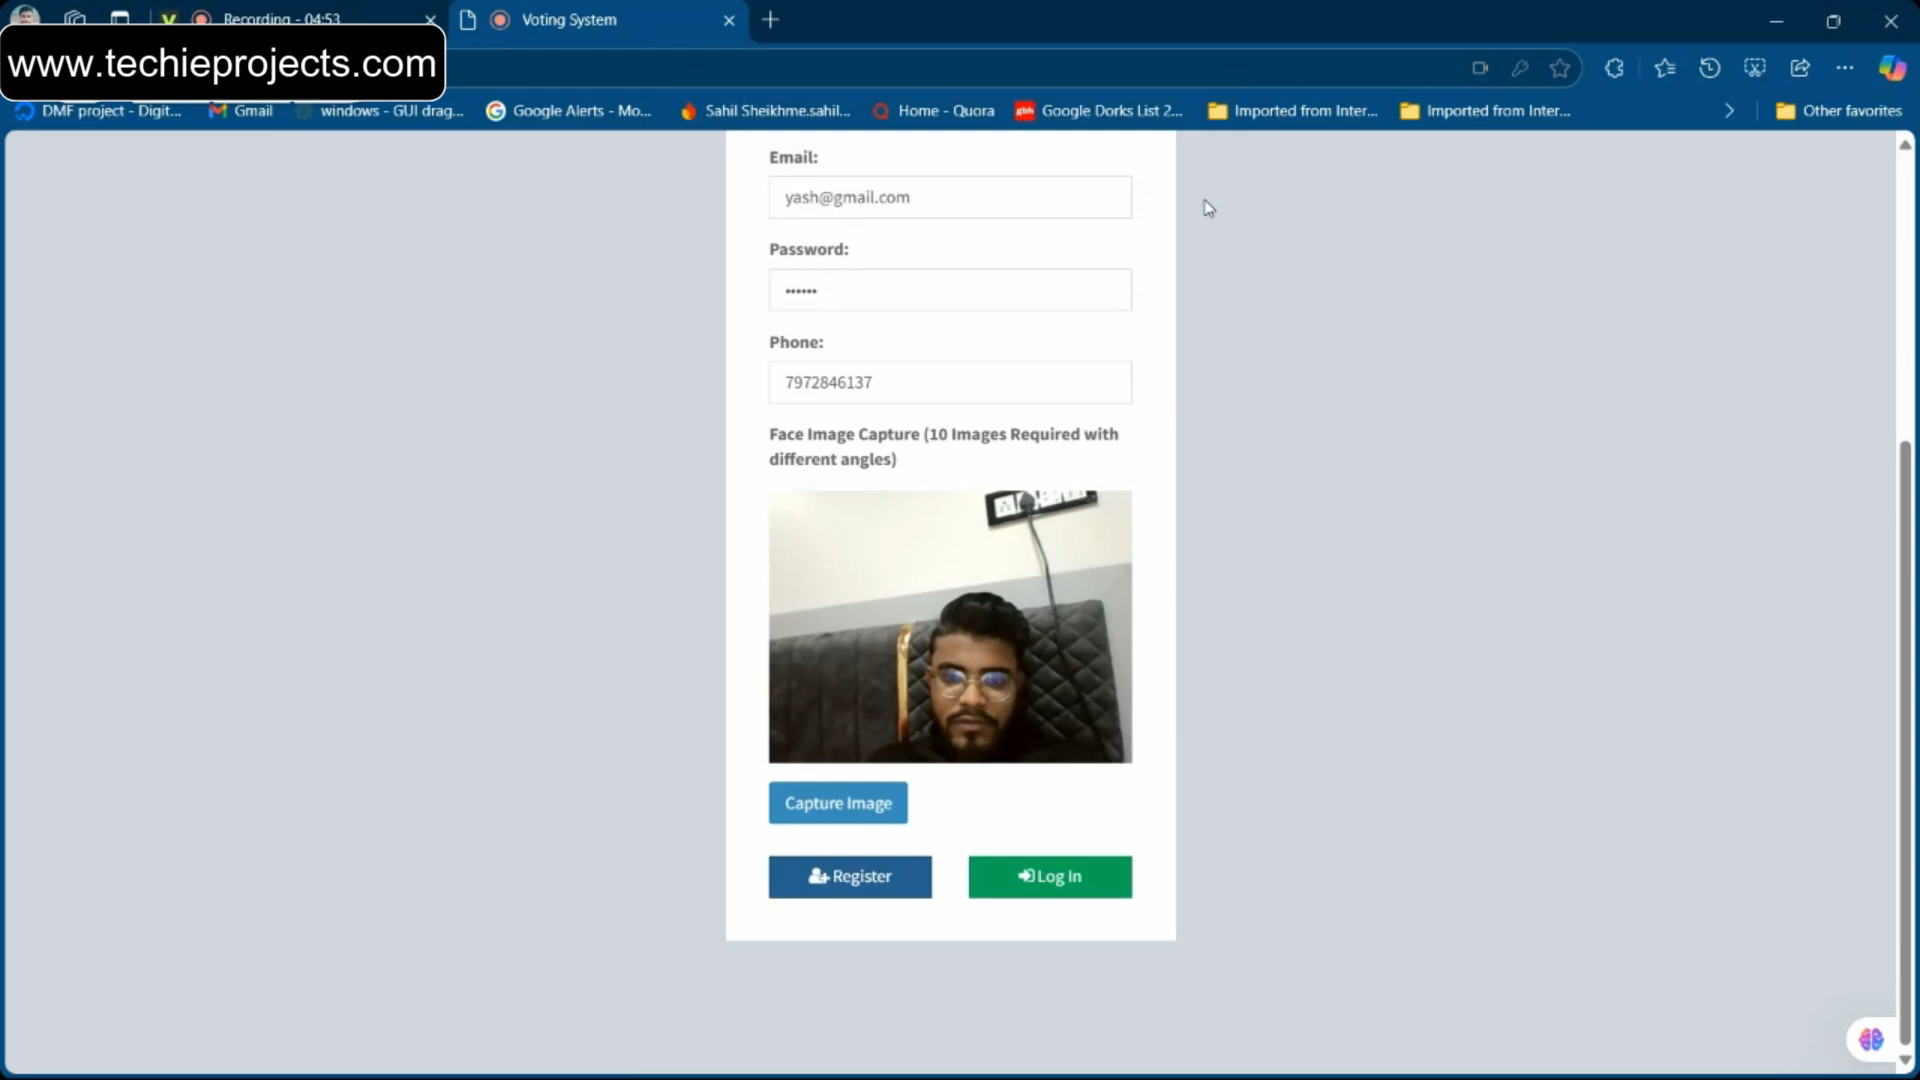 Recording - 04:53
Voting System
www.techieprojects.com
DMF project - Digit...
Gmail
windows - GUI drag...
Google Alerts - Mo...
Sahil Sheikhme.sahil...
Home - Quora
Google Dorks List 2...
Imported from Inter...
Imported from Inter...
Other favorites
Email:
yash@gmail.com
Password:
••••••
Phone:
7972846137
Face Image Capture (10 Images Required with
different angles)
Capture Image
Register
Log In